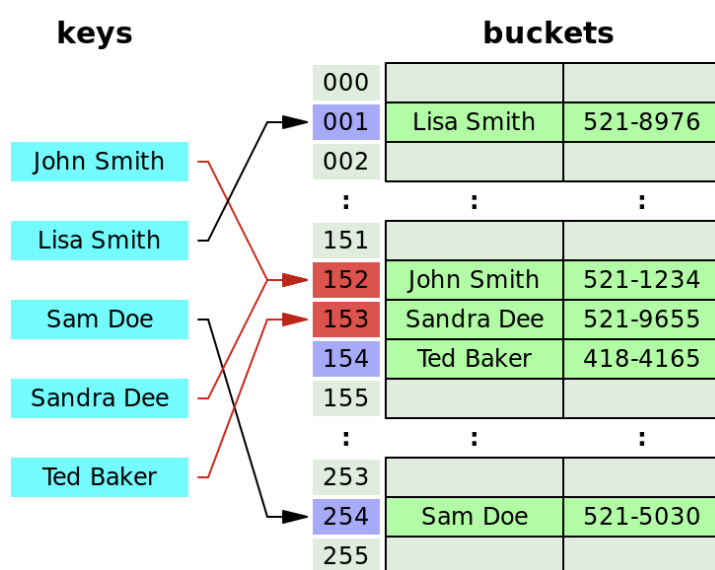 keys buckets
000
001 Lisa Smith 521-8976
John Smith 002
: : :
Lisa Smith 151
152 John Smith 521-1234
Sam Doe 153 Sandra Dee 521-9655
154 Ted Baker 418-4165
Sandra Dee 155
: : :
Ted Baker 253
254 Sam Doe 521-5030
255